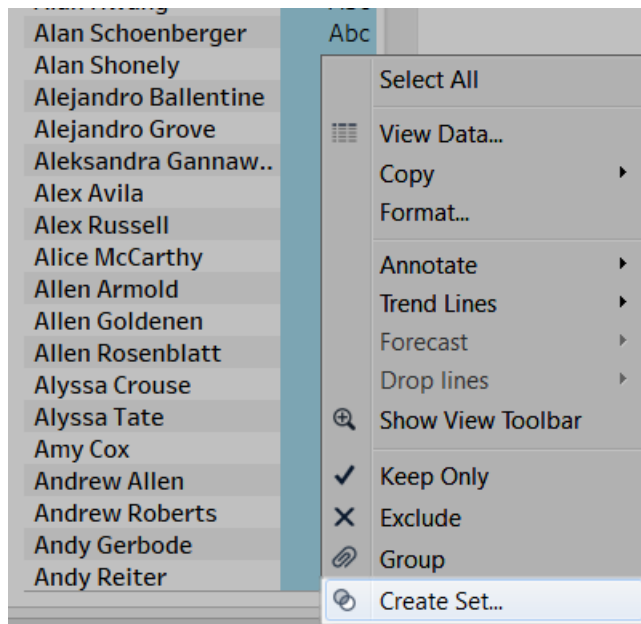 Alan Schoenberger Abc
Alan Shonely
Alejandro Ballentine
Alejandro Grove
Aleksandra Gannaw..
Alex Avila
Alex Russell
Alice McCarthy
Allen Armold
Allen Goldenen
Allen Rosenblatt
Alyssa Crouse
Alyssa Tate
Amy Cox
Andrew Allen
Andrew Roberts
Andy Gerbode
Andy Reiter
Select All
View Data...
Copy
Format...
Annotate
Trend Lines
Forecast
Drop lines
Show View Toolbar
Keep Only
Exclude
Group
Create Set...